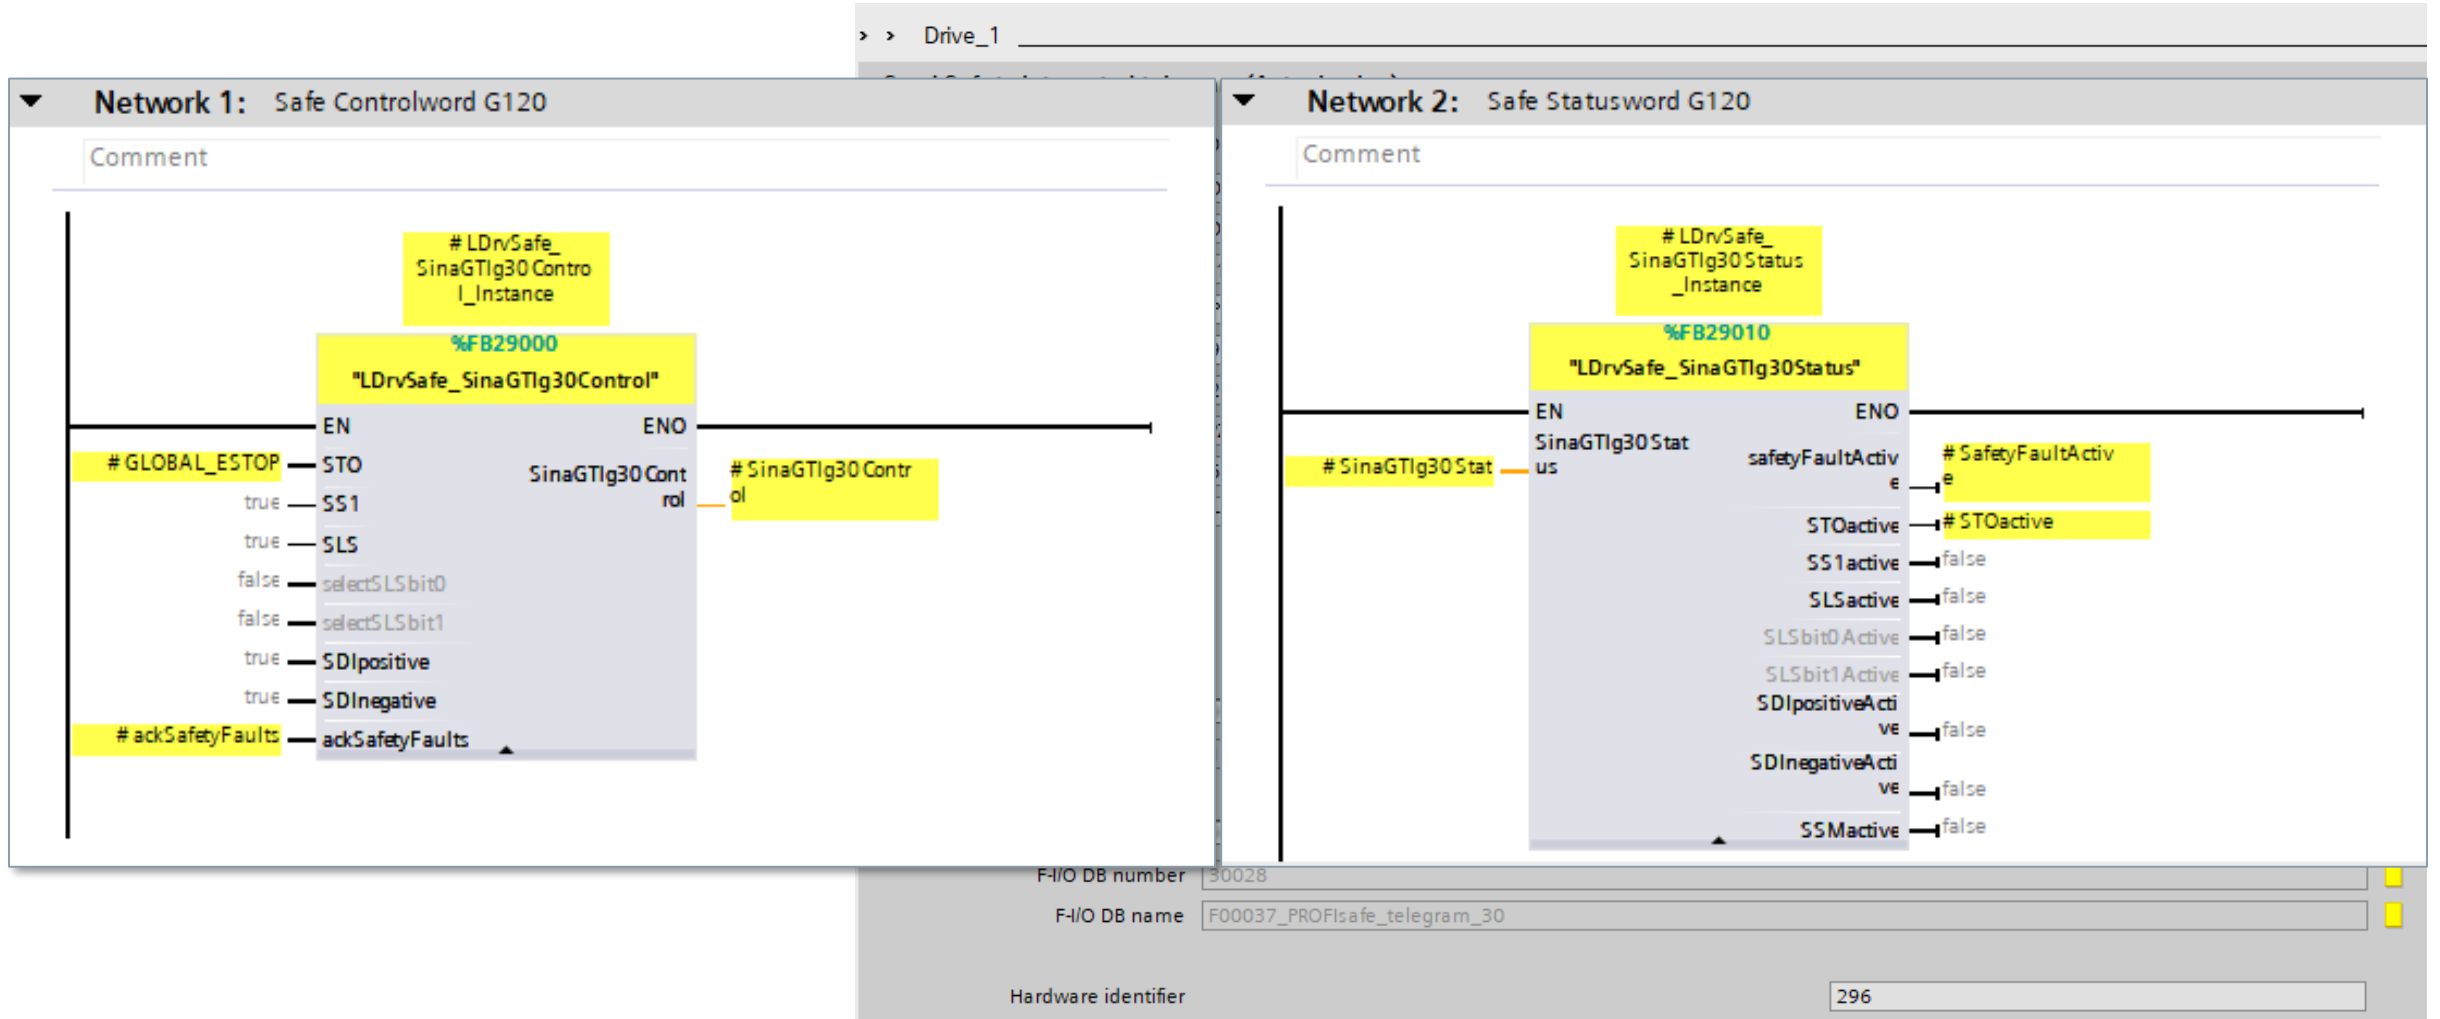 Drive_1
Network 1: Safe Controlword G120
Comment
#LDrvSafe_
SinaGTlg30Contro
l_Instance
%FB29000
"LDrvSafe_SinaGTlg30Control"
EN ENO
#GLOBAL_ESTOP STO
SinaGTlg30Cont
rol
#SinaGTlg30Contr
ol
true SS1
true SLS
false selectSLSbit0
false selectSLSbit1
true SDIpositive
true SDInegative
#ackSafetyFaults ackSafetyFaults
Network 2: Safe Statusword G120
Comment
#LDrvSafe_
SinaGTlg30Status
_Instance
%FB29010
"LDrvSafe_SinaGTlg30Status"
EN ENO
#SinaGTlg30Stat
SinaGTlg30Stat
us
safetyFaultActiv
e
#SafetyFaultActiv
e
STOactive #STOactive
SS1active false
SLSactive false
SLSbit0Active false
SLSbit1Active false
SDIpositiveActi
ve false
SDInegativeActi
ve false
SSMactive false
F-I/O DB number 30028
F-I/O DB name F00037_PROFIsafe_telegram_30
Hardware identifier 296